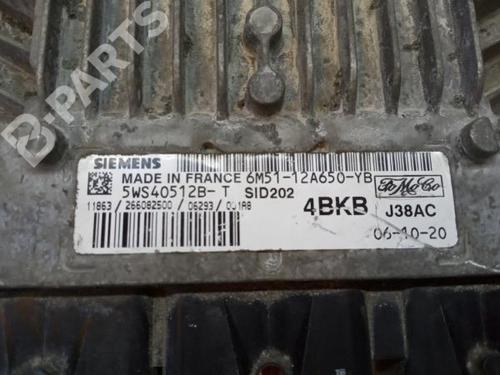 B-PARTS
SIEMENS
MADE IN FRANCE 6M51-12A650-YB
5WS40512B-T SID202
11863/266082500/06293/001A8
4BKB
FoMoCo
J38AC
06-10-20